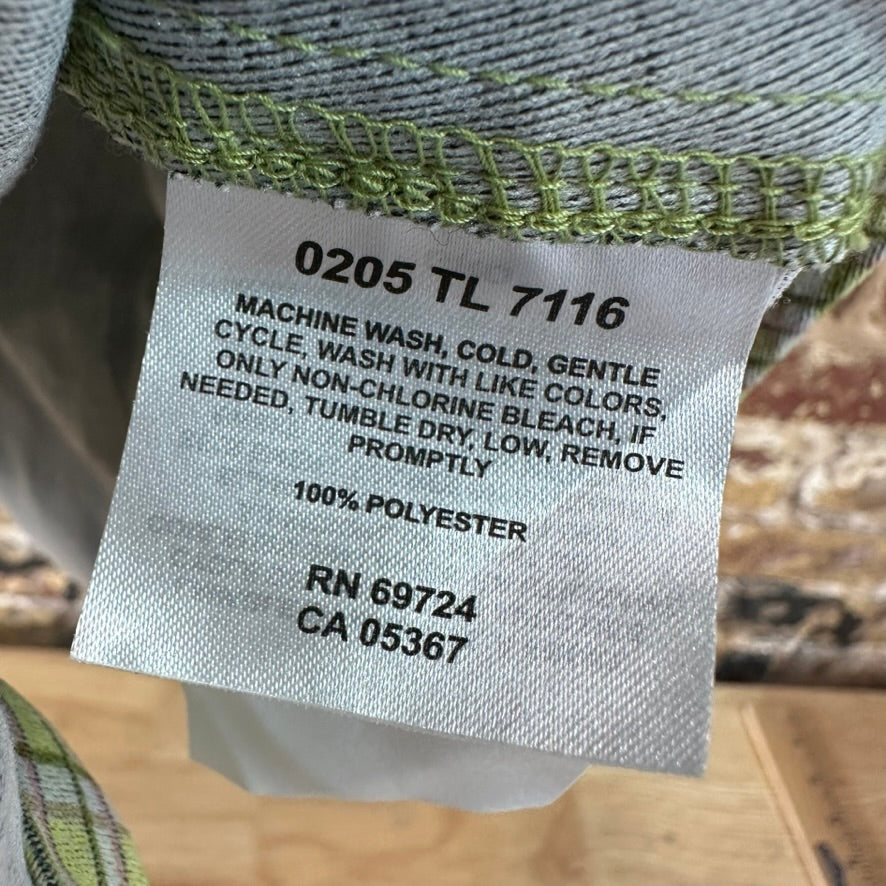 0205 TL 7116
MACHINE WASH, COLD, GENTLE
CYCLE, WASH WITH LIKE COLORS,
ONLY NON-CHLORINE BLEACH, IF
NEEDED, TUMBLE DRY, LOW, REMOVE
PROMPTLY
100% POLYESTER
RN 69724
CA 05367